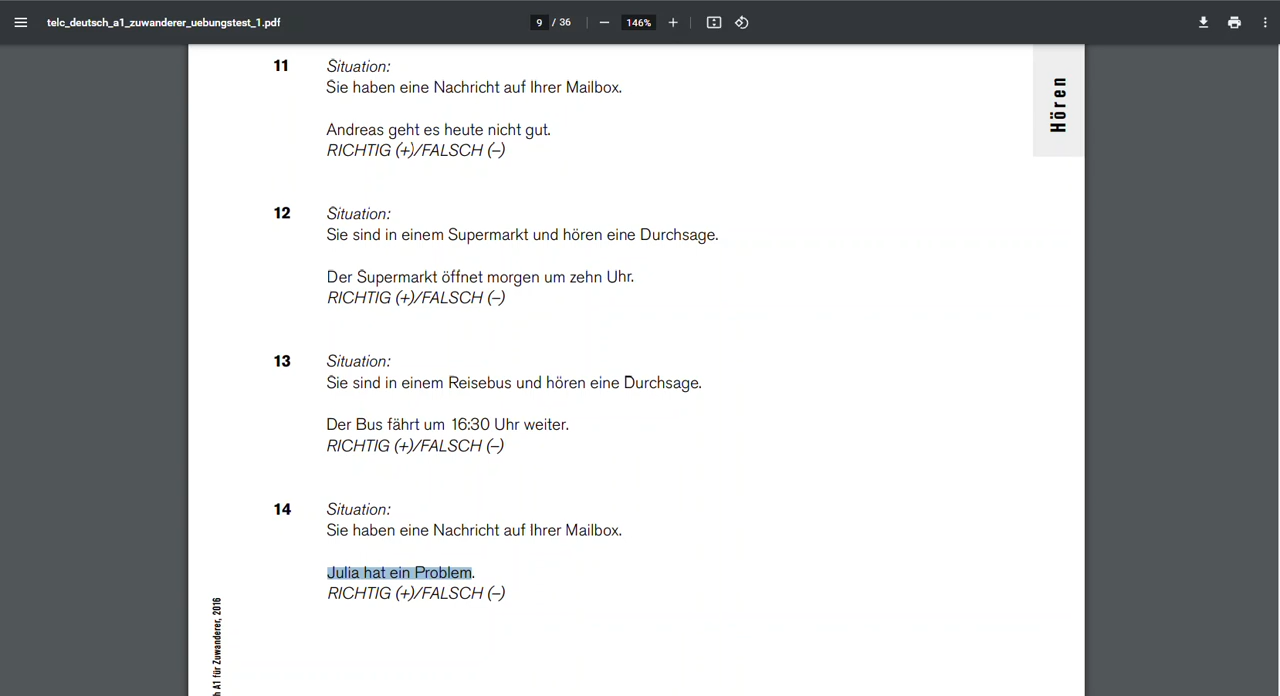 telc_deutsch_a1_zuwanderer_uebungstest_1.pdf
9 / 36
146%
Hören
11 Situation:
Sie haben eine Nachricht auf Ihrer Mailbox.
Andreas geht es heute nicht gut.
RICHTIG (+)/FALSCH (–)
12 Situation:
Sie sind in einem Supermarkt und hören eine Durchsage.
Der Supermarkt öffnet morgen um zehn Uhr.
RICHTIG (+)/FALSCH (–)
13 Situation:
Sie sind in einem Reisebus und hören eine Durchsage.
Der Bus fährt um 16:30 Uhr weiter.
RICHTIG (+)/FALSCH (–)
14 Situation:
Sie haben eine Nachricht auf Ihrer Mailbox.
Julia hat ein Problem.
RICHTIG (+)/FALSCH (–)
h A1 für Zuwanderer, 2016